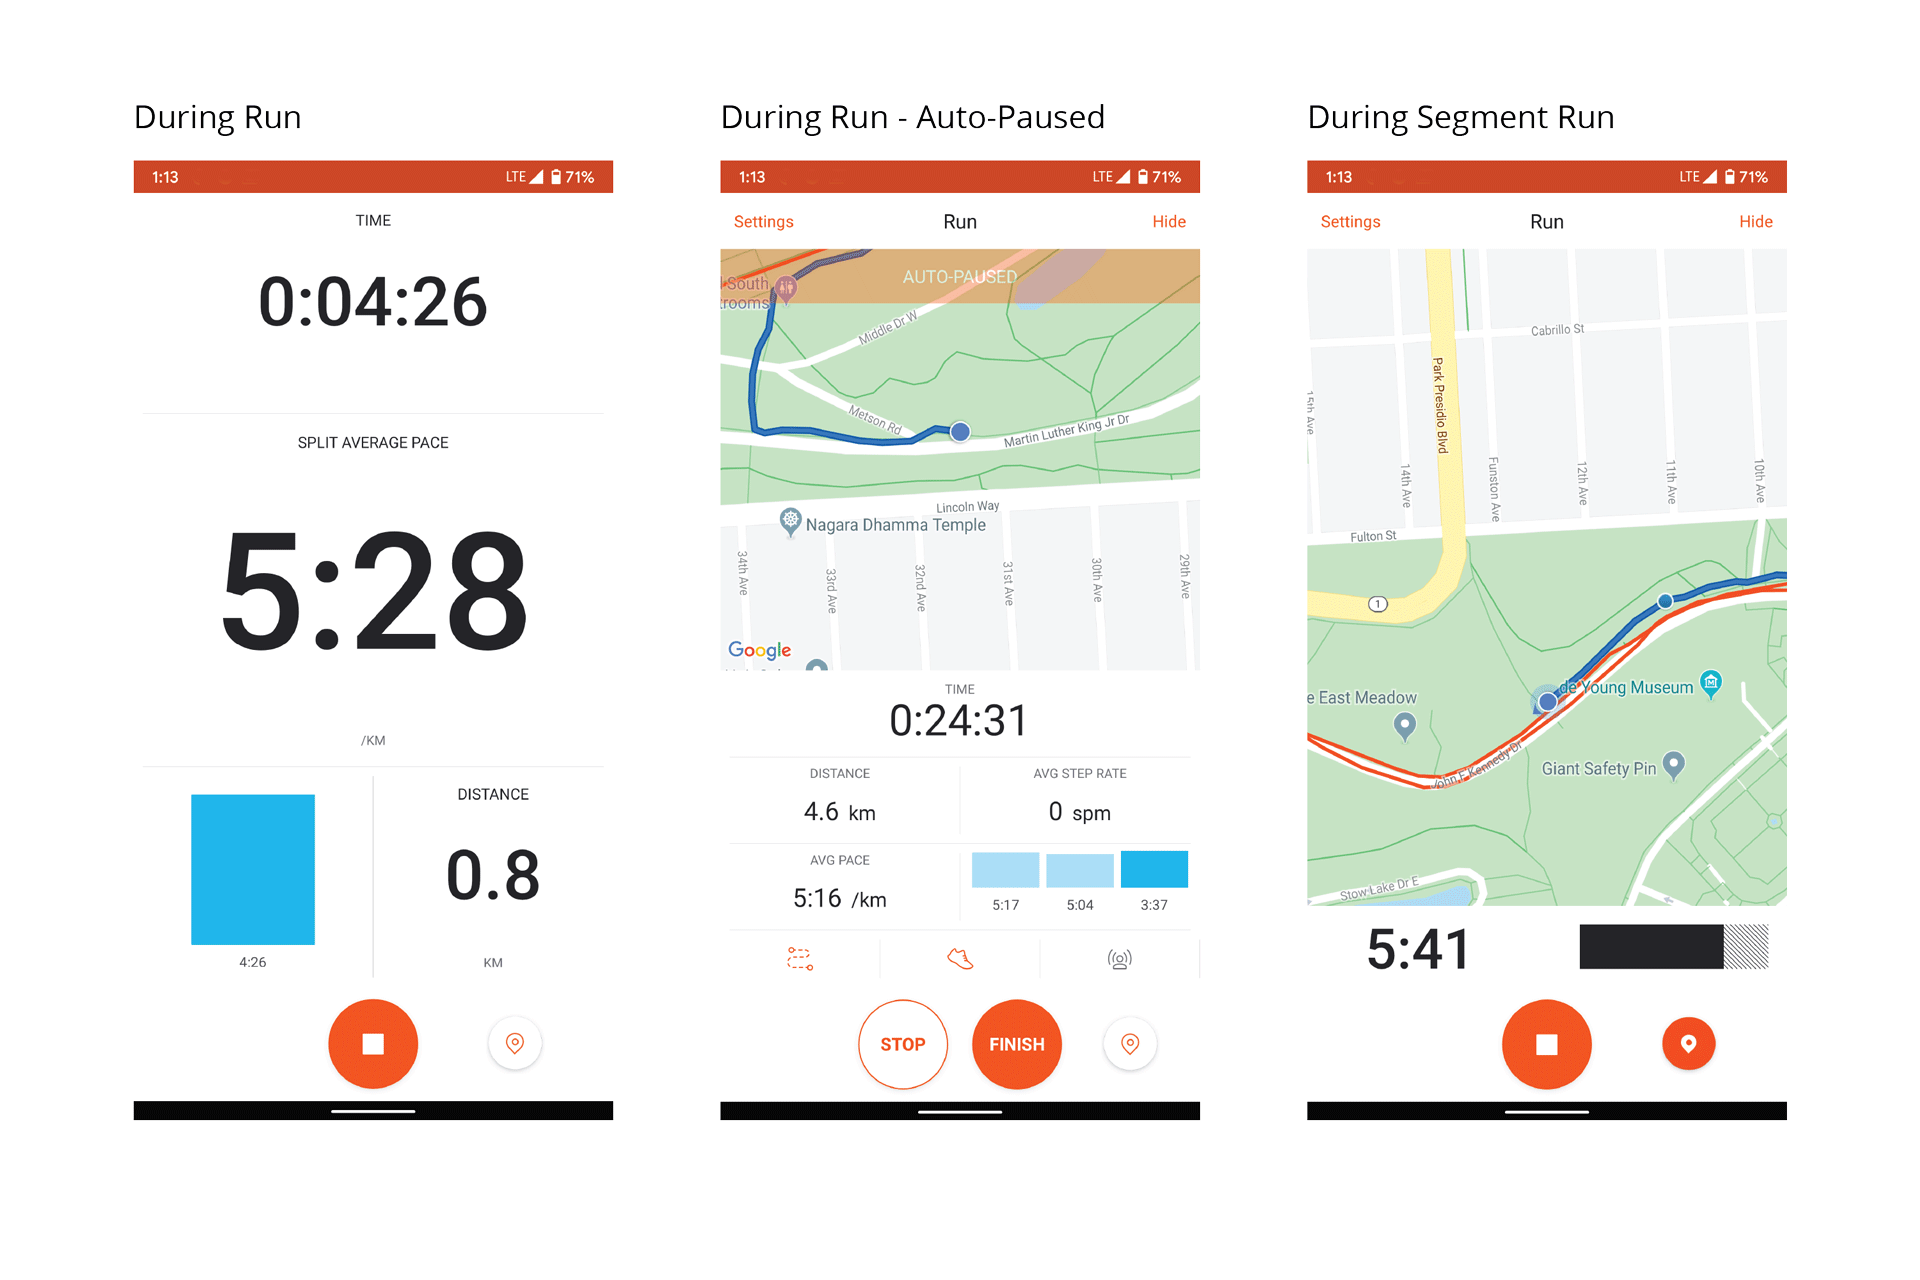 During Run
1:13
LTE 71%
TIME
0:04:26
SPLIT AVERAGE PACE
5:28
/KM
4:26
DISTANCE
0.8
KM
During Run - Auto-Paused
1:13
LTE 71%
Settings
Run
Hide
AUTO-PAUSED
South
trooms
Middle Dr W
Metson Rd
Martin Luther King Jr Dr
Lincoln Way
Nagara Dhamma Temple
34th Ave
33rd Ave
32nd Ave
31st Ave
30th Ave
29th Ave
Google
TIME
0:24:31
DISTANCE
4.6 km
AVG STEP RATE
0 spm
AVG PACE
5:16 /km
5:17
5:04
3:37
STOP
FINISH
During Segment Run
1:13
LTE 71%
Settings
Run
Hide
Cabrillo St
Park Presidio Blvd
15th Ave
14th Ave
Funston Ave
12th Ave
11th Ave
10th Ave
Fulton St
1
de Young Museum
e East Meadow
John F Kennedy Dr
Giant Safety Pin
Stow Lake Dr E
5:41